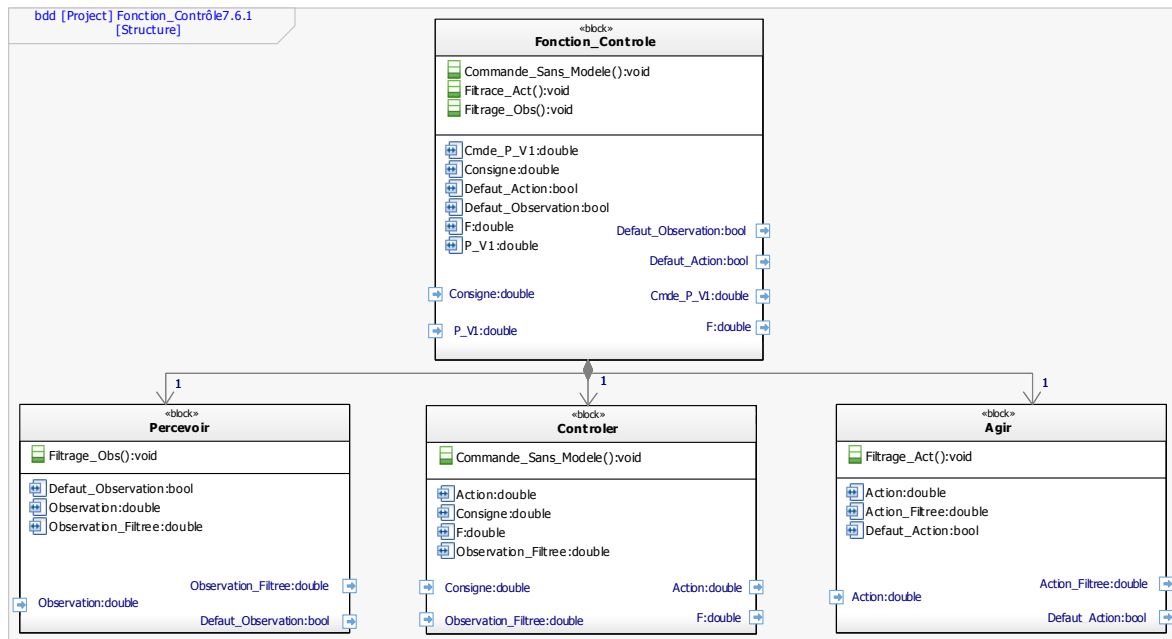 bdd [Project] Fonction_Contrôle7.6.1
[Structure]
«block»
Fonction_Controle
Commande_Sans_Modele():void
Filtrace_Act():void
Filtrage_Obs():void
Cmde_P_V1:double
Consigne:double
Defaut_Action:bool
Defaut_Observation:bool
F:double
P_V1:double
Defaut_Observation:bool
Defaut_Action:bool
Consigne:double
Cmde_P_V1:double
P_V1:double
F:double
1
1
1
«block»
Percevoir
Filtrage_Obs():void
Defaut_Observation:bool
Observation:double
Observation_Filtree:double
Observation_Filtree:double
Observation:double
Defaut_Observation:bool
«block»
Controler
Commande_Sans_Modele():void
Action:double
Consigne:double
F:double
Observation_Filtree:double
Consigne:double
Action:double
Observation_Filtree:double
F:double
«block»
Agir
Filtrage_Act():void
Action:double
Action_Filtree:double
Defaut_Action:bool
Action_Filtree:double
Action:double
Defaut_Action:bool